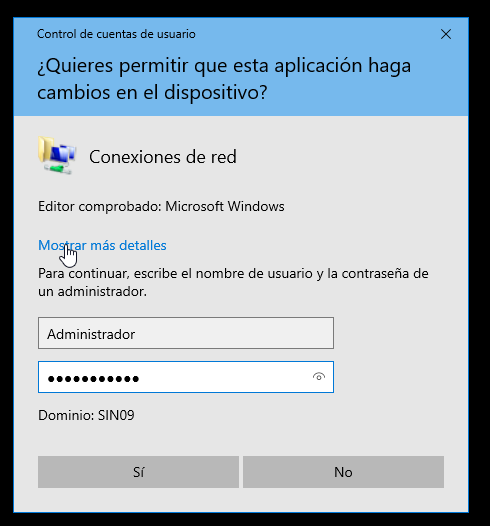 Control de cuentas de usuario
¿Quieres permitir que esta aplicación haga
cambios en el dispositivo?
Conexiones de red
Editor comprobado: Microsoft Windows
Mostrar más detalles
Para continuar, escribe el nombre de usuario y la contraseña de
un administrador.
Administrador
●●●●●●●●●●●
Dominio: SIN09
Sí
No